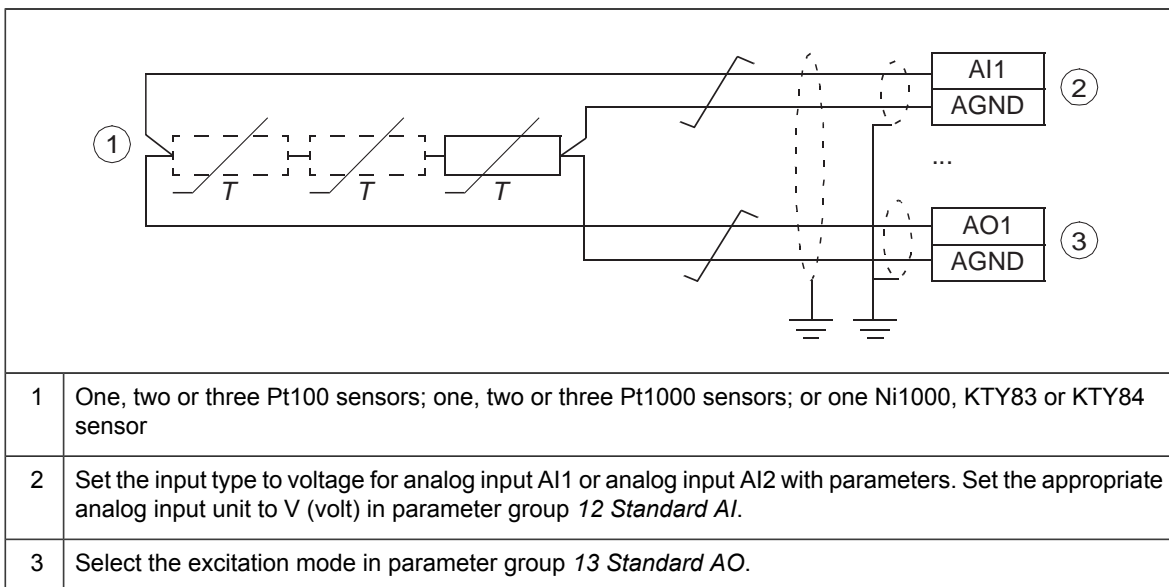 AI1
AGND
2
1
...
T T T
AO1
AGND
3
1 One, two or three Pt100 sensors; one, two or three Pt1000 sensors; or one Ni1000, KTY83 or KTY84
sensor
2 Set the input type to voltage for analog input AI1 or analog input AI2 with parameters. Set the appropriate
analog input unit to V (volt) in parameter group 12 Standard AI.
3 Select the excitation mode in parameter group 13 Standard AO.